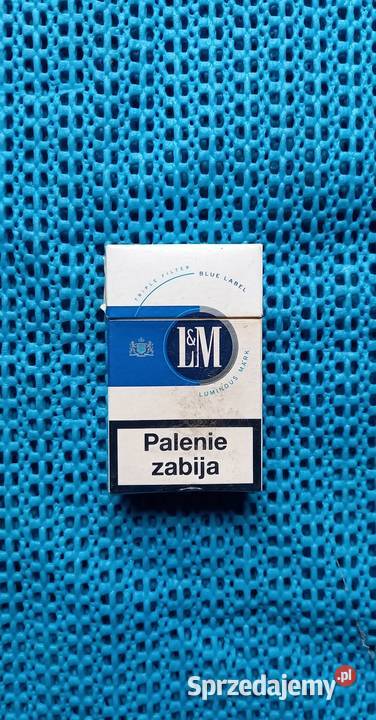 TRIPLE FILTER BLUE LABEL
L&M
LUMINOUS MARK
Palenie
zabija
Sprzedajemy.pl